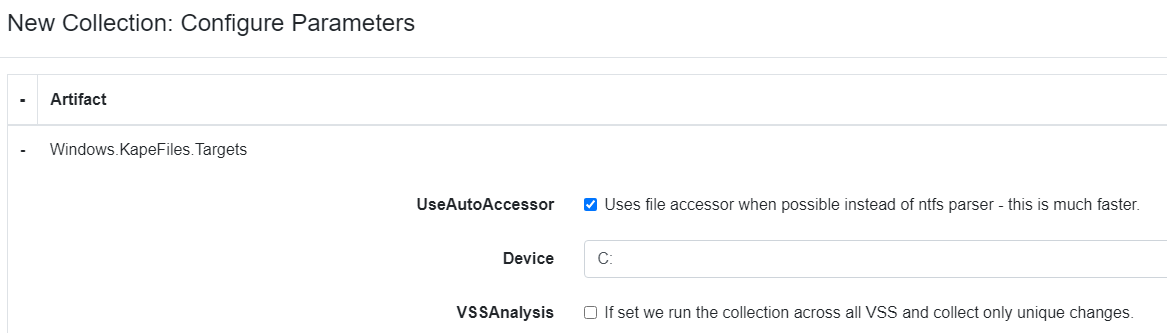 New Collection: Configure Parameters
- Artifact
- Windows.KapeFiles.Targets
UseAutoAccessor Uses file accessor when possible instead of ntfs parser - this is much faster.
Device C:
VSSAnalysis If set we run the collection across all VSS and collect only unique changes.